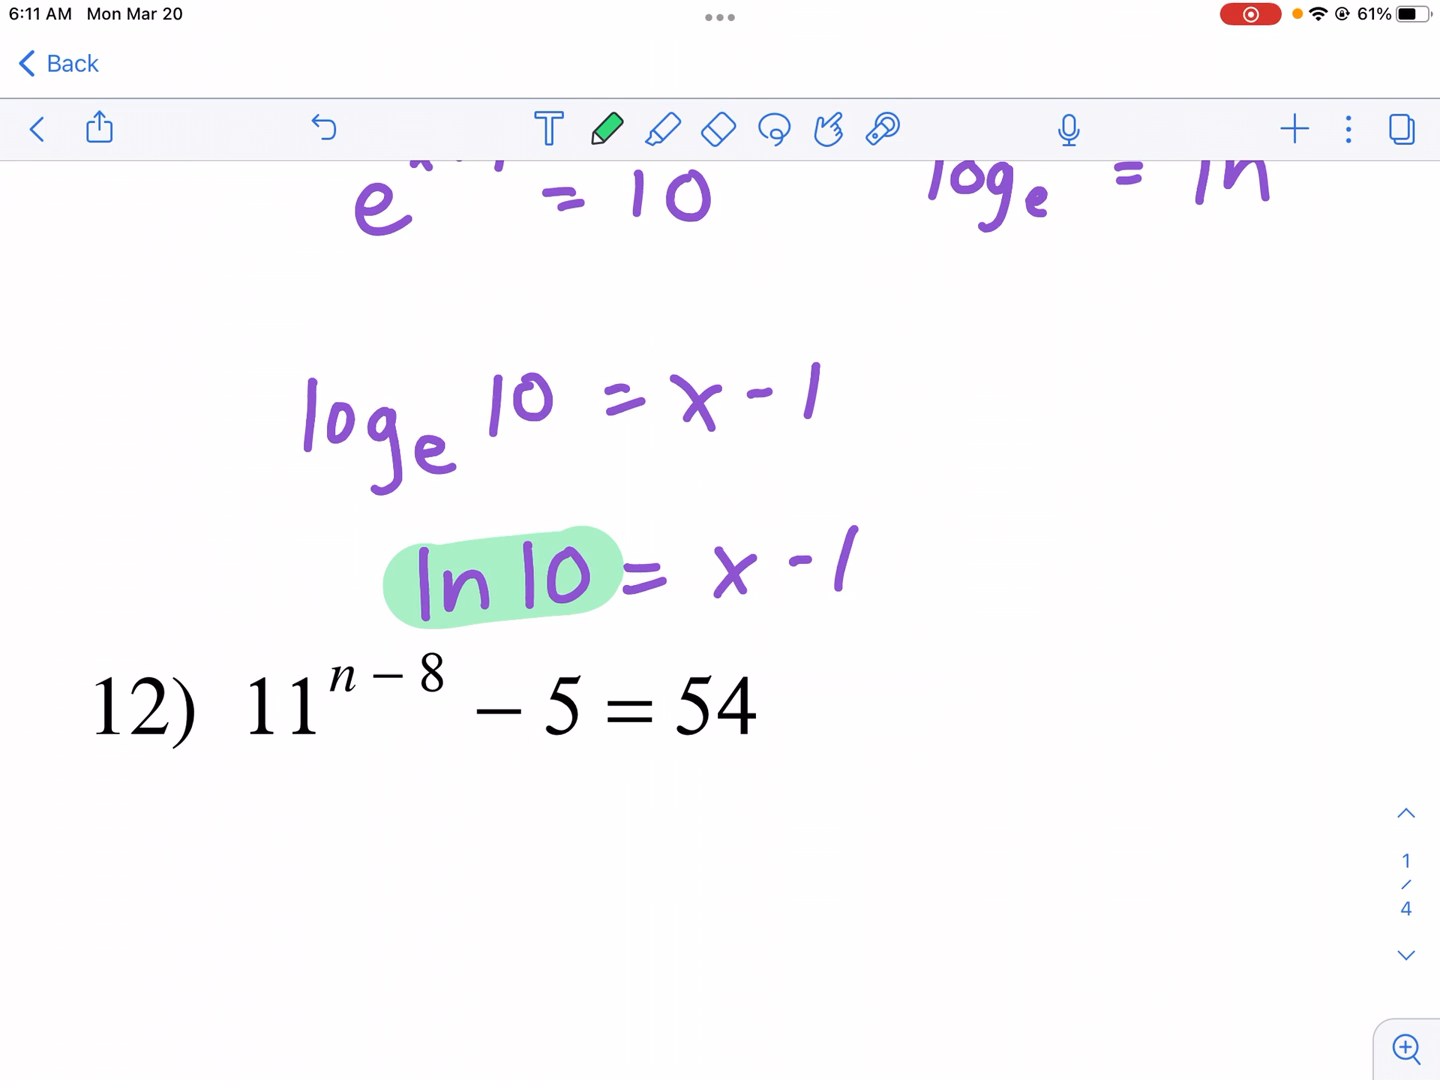 6:11 AM Mon Mar 20 61%
Back
T
e^{x-1} = 10 log_e = ln
log_e 10 = x - 1
ln 10 = x - 1
12) 11^{n – 8} – 5 = 54
1
/
4